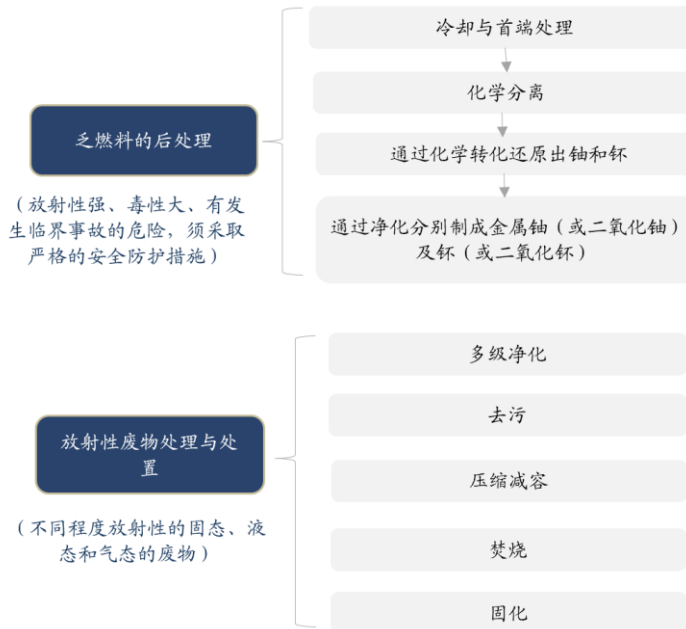 冷却与首端处理
化学分离
乏燃料的后处理
通过化学转化还原出铀和钚
（放射性强、毒性大、有发
生临界事故的危险，须采取
严格的安全防护措施）
通过净化分别制成金属铀（或二氧化铀）
及钚（或二氧化钚）
多级净化
去污
放射性废物处理与处
置
压缩减容
（不同程度放射性的固态、液
态和气态的废物）
焚烧
固化